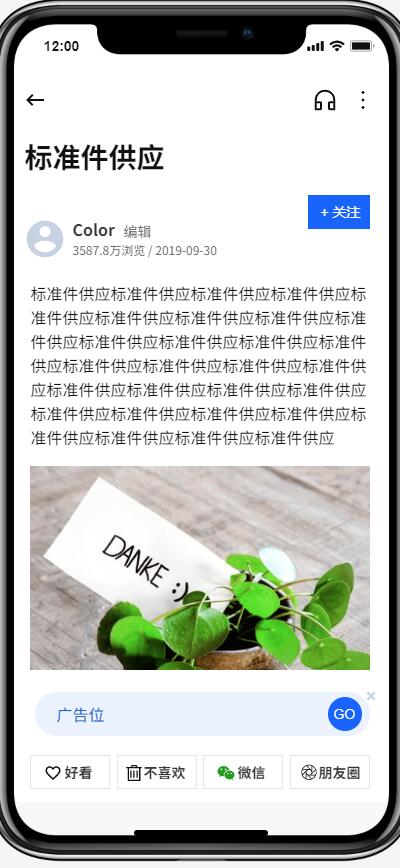 12:00
标准件供应
+ 关注
Color 编辑
3587.8万浏览 / 2019-09-30
标准件供应标准件供应标准件供应标准件供应标
准件供应标准件供应标准件供应标准件供应标准
件供应标准件供应标准件供应标准件供应标准件
供应标准件供应标准件供应标准件供应标准件供
应标准件供应标准件供应标准件供应标准件供应
标准件供应标准件供应标准件供应标准件供应标
准件供应标准件供应标准件供应标准件供应
DANKE :)
广告位
GO
好看
不喜欢
微信
朋友圈